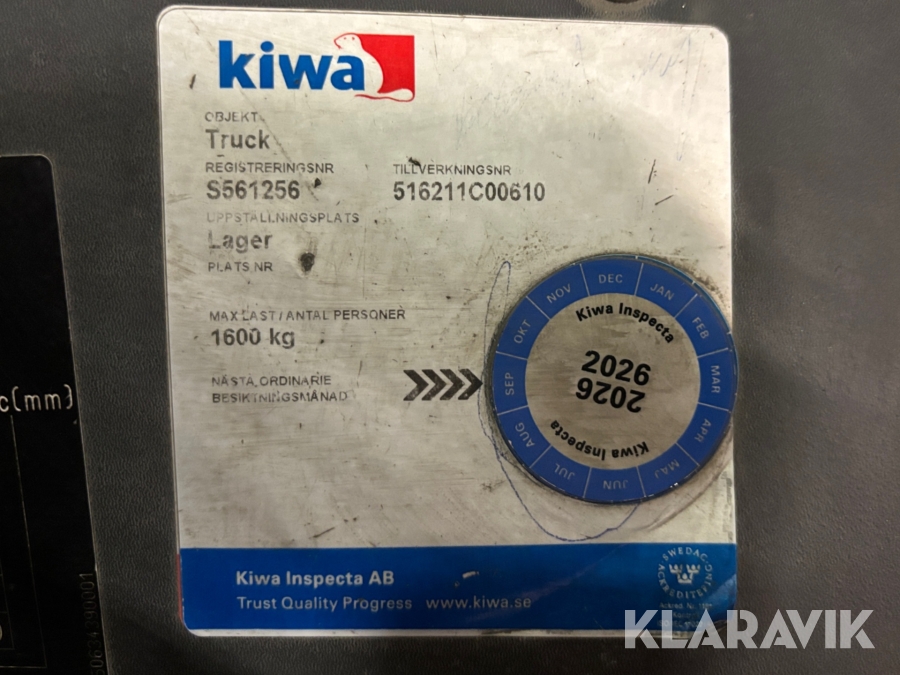 kiwa
OBJEKT
Truck
REGISTRERINGSNR TILLVERKNINGSNR
S561256 516211C00610
UPPSTÄLLNINGSPLATS
Lager
PLATS NR
MAX LAST / ANTAL PERSONER
1600 kg
NÄSTA ORDINARIE
BESIKTNINGSMÅNAD
DEC
JAN
FEB
MAR
APR
MAJ
JUN
JUL
AUG
SEP
OKT
NOV
Kiwa Inspecta
2026
2026
Kiwa Inspecta
c(mm)
Kiwa Inspecta AB
Trust Quality Progress www.kiwa.se
SWEDAC
ACKREDITERING
KLARAVIK